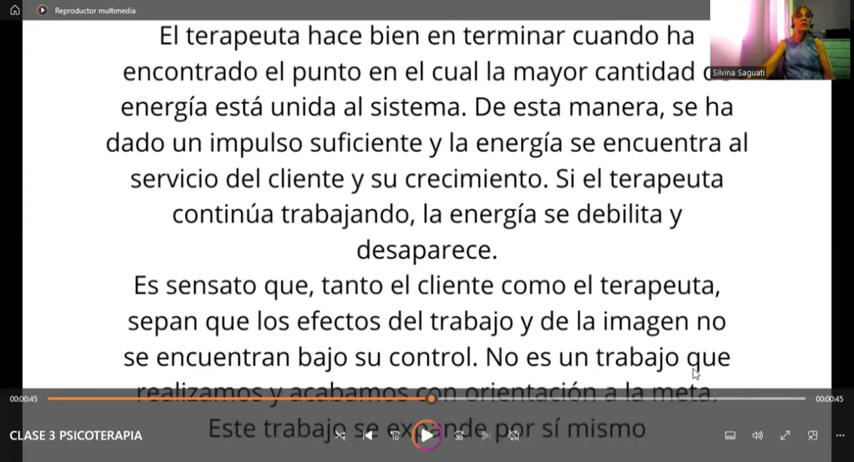 Reproductor multimedia
El terapeuta hace bien en terminar cuando ha
encontrado el punto en el cual la mayor cantidad
energía está unida al sistema. De esta manera, se ha
dado un impulso suficiente y la energía se encuentra al
servicio del cliente y su crecimiento. Si el terapeuta
continúa trabajando, la energía se debilita y
desaparece.
Es sensato que, tanto el cliente como el terapeuta,
sepan que los efectos del trabajo y de la imagen no
se encuentran bajo su control. No es un trabajo que
realizamos y acabamos con orientación a la meta.
Este trabajo se expande por sí mismo
Silvina Saguati
00:00:45
00:00:45
CLASE 3 PSICOTERAPIA